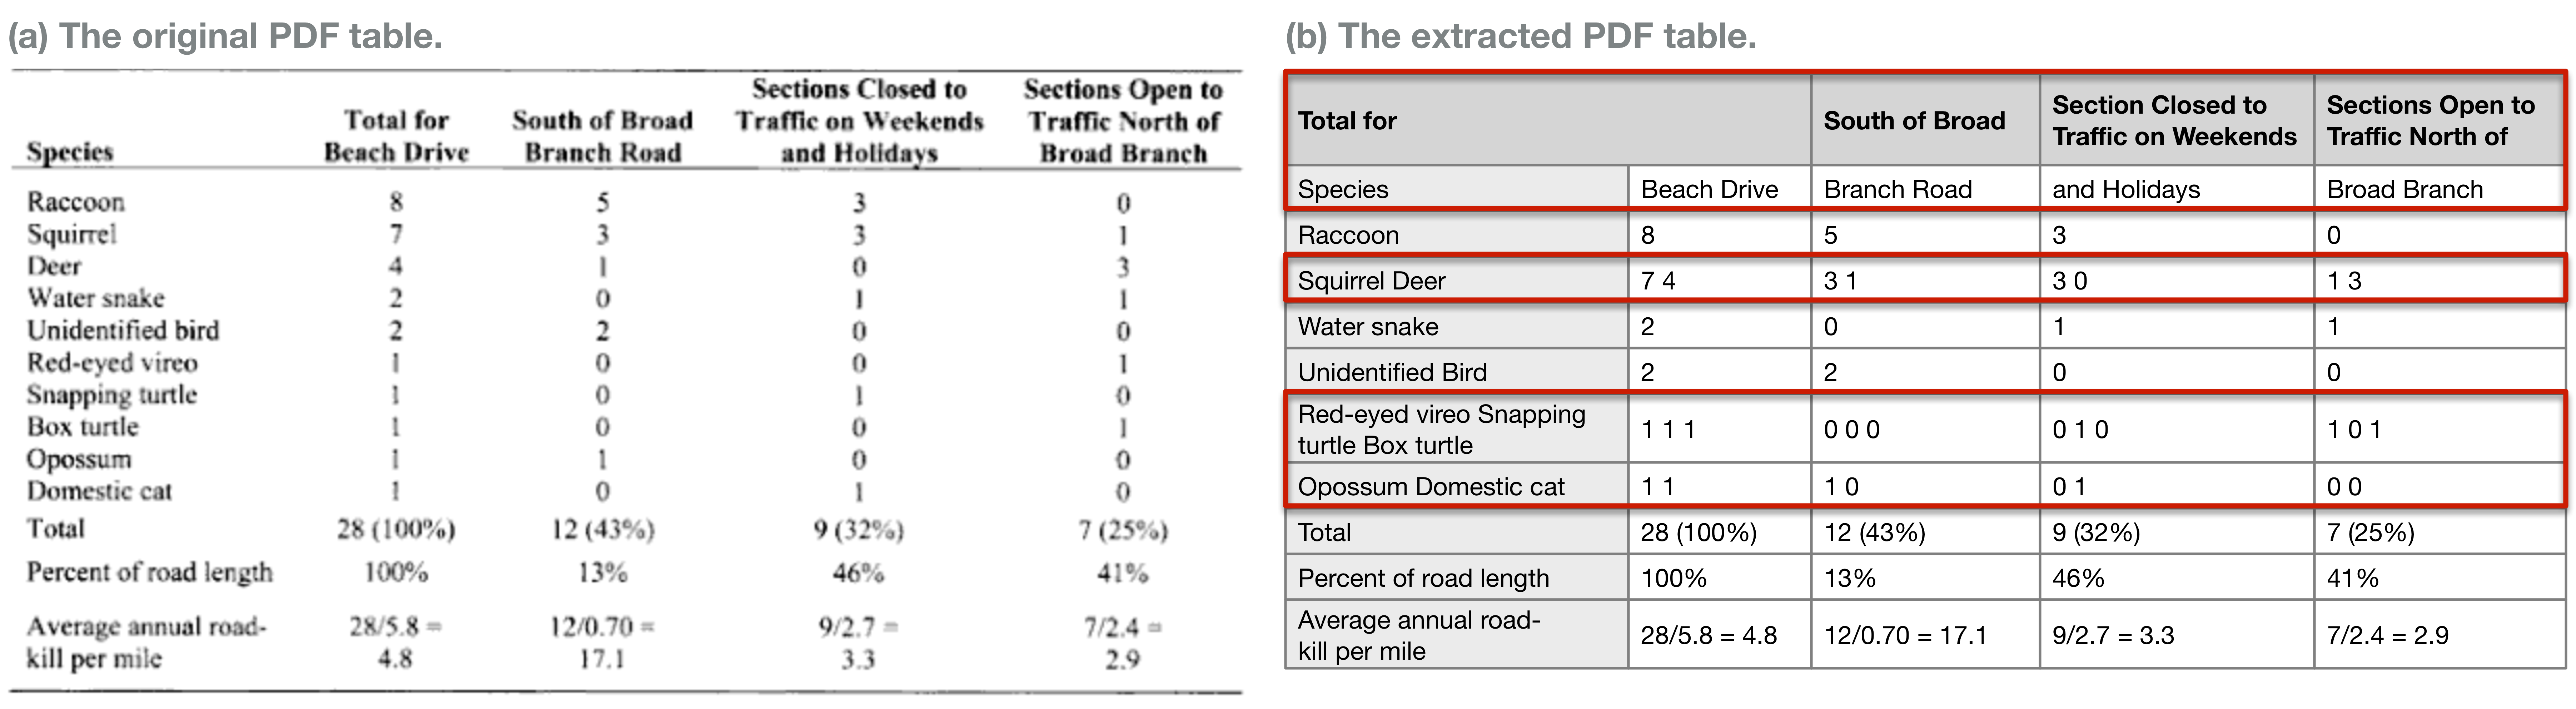 (a) The original PDF table.
Sections Closed to Sections Open to
Total for South of Broad Traffic on Weekends Traffic North of
Species Beach Drive Branch Road and Holidays Broad Branch
Raccoon 8 5 3 0
Squirrel 7 3 3 1
Deer 4 1 0 3
Water snake 2 0 1 1
Unidentified bird 2 2 0 0
Red-eyed vireo 1 0 0 1
Snapping turtle 1 0 1 0
Box turtle 1 0 0 1
Opossum 1 1 0 0
Domestic cat 1 0 1 0
Total 28 (100%) 12 (43%) 9 (32%) 7 (25%)
Percent of road length 100% 13% 46% 41%
Average annual road- 28/5.8 = 12/0.70 = 9/2.7 = 7/2.4 =
kill per mile 4.8 17.1 3.3 2.9
(b) The extracted PDF table.
Section Closed to Sections Open to
Total for South of Broad
Traffic on Weekends Traffic North of
Species Beach Drive Branch Road and Holidays Broad Branch
Raccoon 8 5 3 0
Squirrel Deer 7 4 3 1 3 0 1 3
Water snake 2 0 1 1
Unidentified Bird 2 2 0 0
Red-eyed vireo Snapping
turtle Box turtle 1 1 1 0 0 0 0 1 0 1 0 1
Opossum Domestic cat 1 1 1 0 0 1 0 0
Total 28 (100%) 12 (43%) 9 (32%) 7 (25%)
Percent of road length 100% 13% 46% 41%
Average annual road-
kill per mile 28/5.8 = 4.8 12/0.70 = 17.1 9/2.7 = 3.3 7/2.4 = 2.9